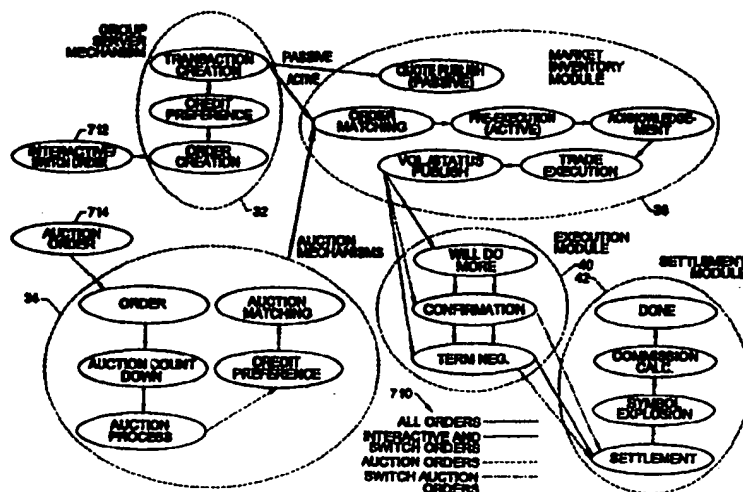 GROUP
SERVER
MECHANISM
TRANSACTION
CREATION
CREDIT
PREFERENCE
ORDER
CREATION
712
INTERACTIVE/
SWITCH ORDER
32
PASSIVE
ACTIVE
QUOTE PUBLISH
(PASSIVE)
MARKET
INVENTORY
MODULE
ORDER
MATCHING
PRE-EXECUTION
(ACTIVE)
ACKNOWLEDGE-
MENT
VOL/STATUS
PUBLISH
TRADE
EXECUTION
714
AUCTION
ORDER
34
AUCTION
MECHANISMS
ORDER
AUCTION
MATCHING
AUCTION COUNT
DOWN
CREDIT
PREFERENCE
AUCTION
PROCESS
EXECUTION
MODULE
40
WILL DO
MORE
CONFIRMATION
TERM NEG.
SETTLEMENT
MODULE
42
DONE
COMMISSION
CALC.
SYMBOL
EXPLOSION
SETTLEMENT
710
ALL ORDERS
INTERACTIVE AND
SWITCH ORDERS
AUCTION ORDERS
SWITCH AUCTION
ORDERS